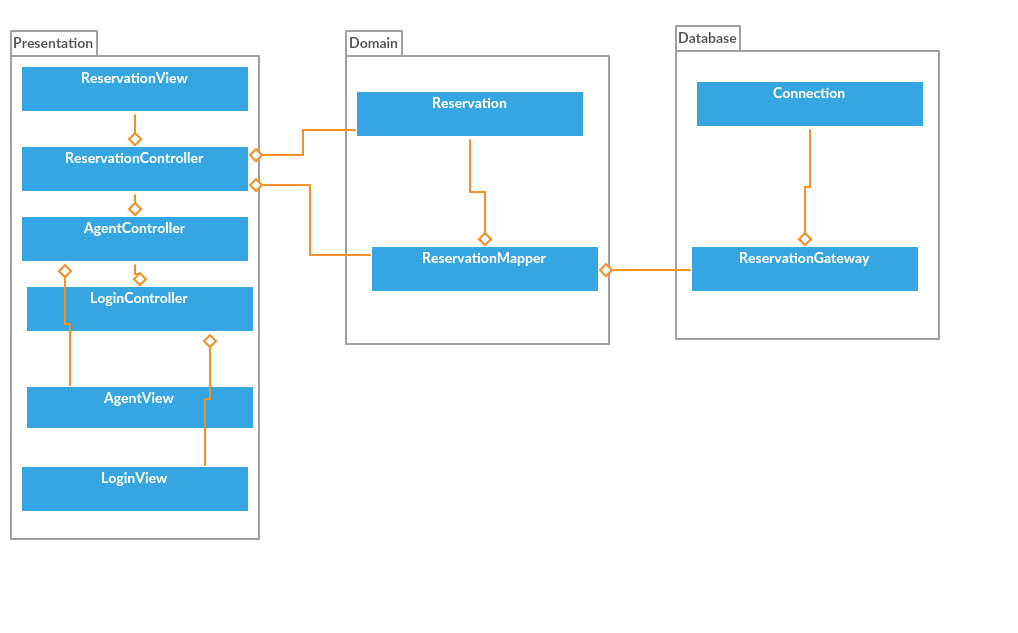 Presentation
ReservationView
ReservationController
AgentController
LoginController
AgentView
LoginView
Domain
Reservation
ReservationMapper
Database
Connection
ReservationGateway